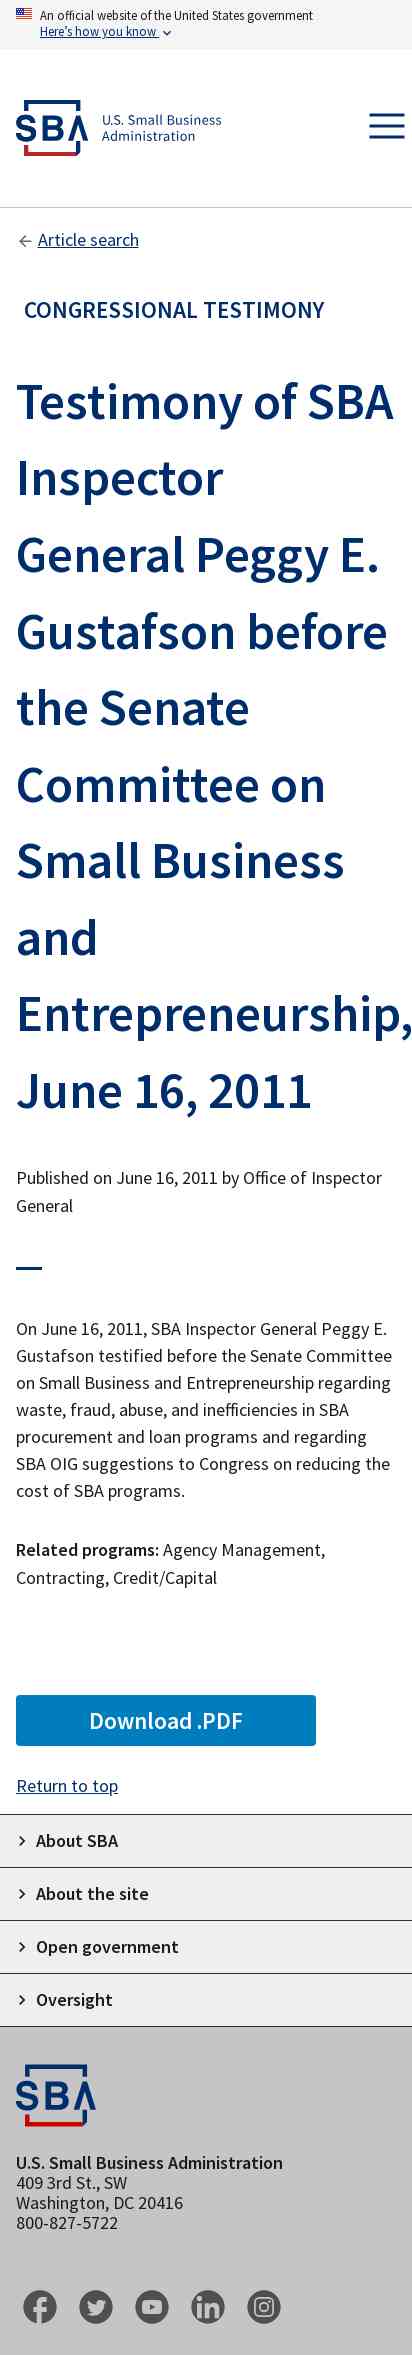 An official website of the United States government
Here's how you know
SBA
U.S. Small Business
Administration
Article search
CONGRESSIONAL TESTIMONY
Testimony of SBA
Inspector
General Peggy E.
Gustafson before
the Senate
Committee on
Small Business
and
Entrepreneurship,
June 16, 2011
Published on June 16, 2011 by Office of Inspector
General
On June 16, 2011, SBA Inspector General Peggy E.
Gustafson testified before the Senate Committee
on Small Business and Entrepreneurship regarding
waste, fraud, abuse, and inefficiencies in SBA
procurement and loan programs and regarding
SBA OIG suggestions to Congress on reducing the
cost of SBA programs.
Related programs: Agency Management,
Contracting, Credit/Capital
Download .PDF
Return to top
About SBA
About the site
Open government
Oversight
SBA
U.S. Small Business Administration
409 3rd St., SW
Washington, DC 20416
800-827-5722